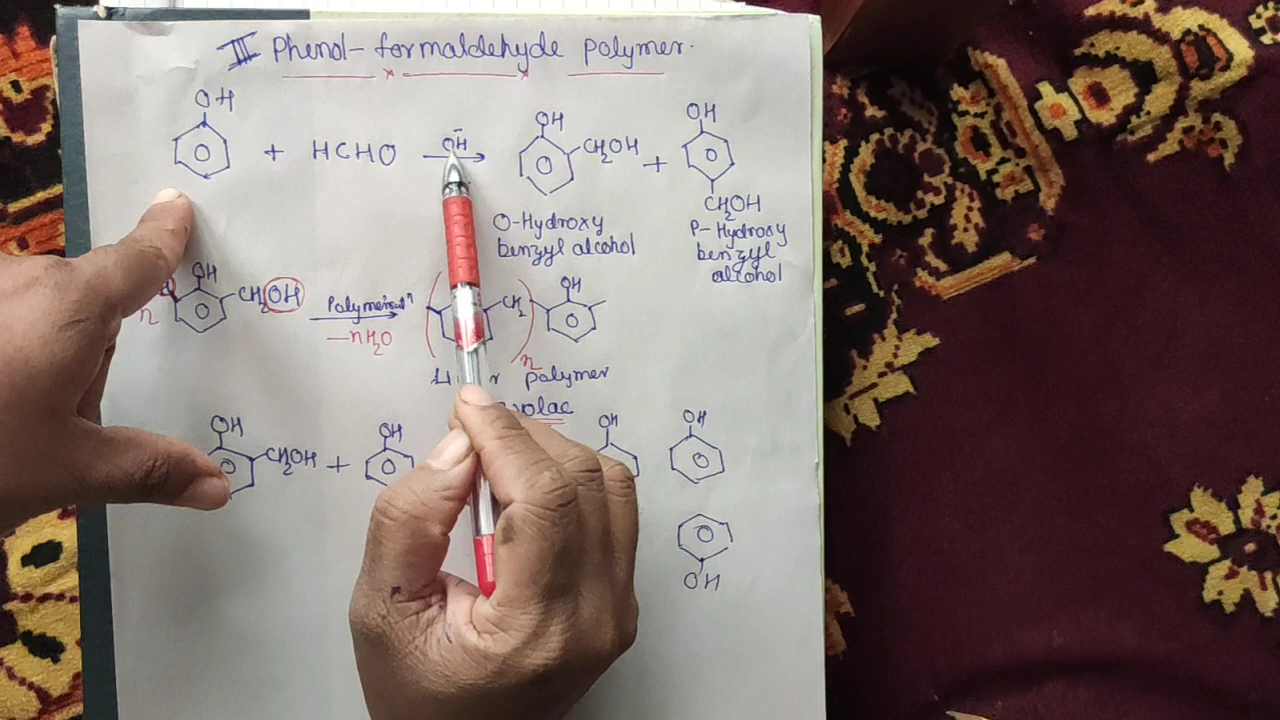 III Phenol-formaldehyde polymer.
OH OH OH
+ HCHO OH⁻ → CH2OH +
CH2OH
O-Hydroxy
benzyl alcohol
P-Hydroxy
benzyl
alcohol
n OH CH2OH → CH2 n OH
-nH2O
polymer
OH CH2OH + OH OH OH
OH